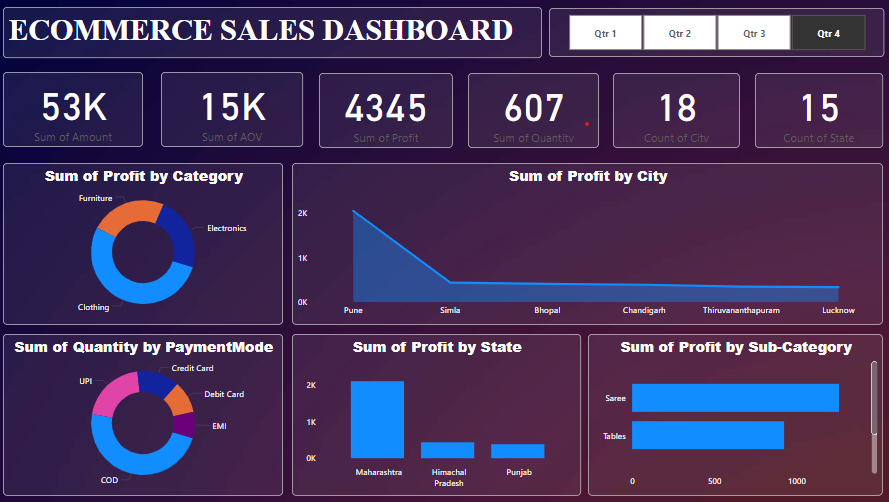 ECOMMERCE SALES DASHBOARD
Qtr 1
Qtr 2
Qtr 3
Qtr 4
53K
Sum of Amount
15K
Sum of AOV
4345
Sum of Profit
607
Sum of Quantity
18
Count of City
15
Count of State
Sum of Profit by Category
Furniture
Electronics
Clothing
Sum of Profit by City
2K
1K
0K
Pune
Simla
Bhopal
Chandigarh
Thiruvananthapuram
Lucknow
Sum of Quantity by PaymentMode
Credit Card
UPI
Debit Card
EMI
COD
Sum of Profit by State
2K
1K
0K
Maharashtra
Himachal
Pradesh
Punjab
Sum of Profit by Sub-Category
Saree
Tables
0
500
1000